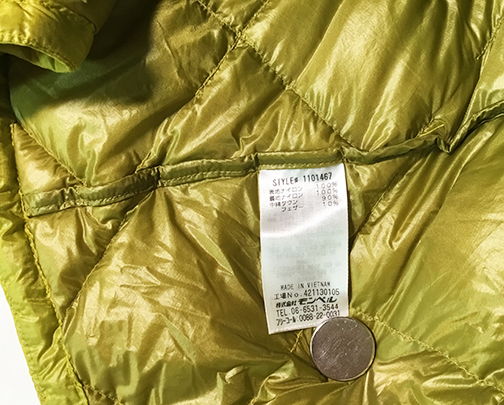 STYLE# 1101467
表地ナイロン 100%
裏地ナイロン 100%
中綿ダウン 90%
フェザー 10%
MADE IN VIETNAM
工場No.421130105
株式会社モンベル
TEL 06-6531-3544
フリーコール:0088-22-0031